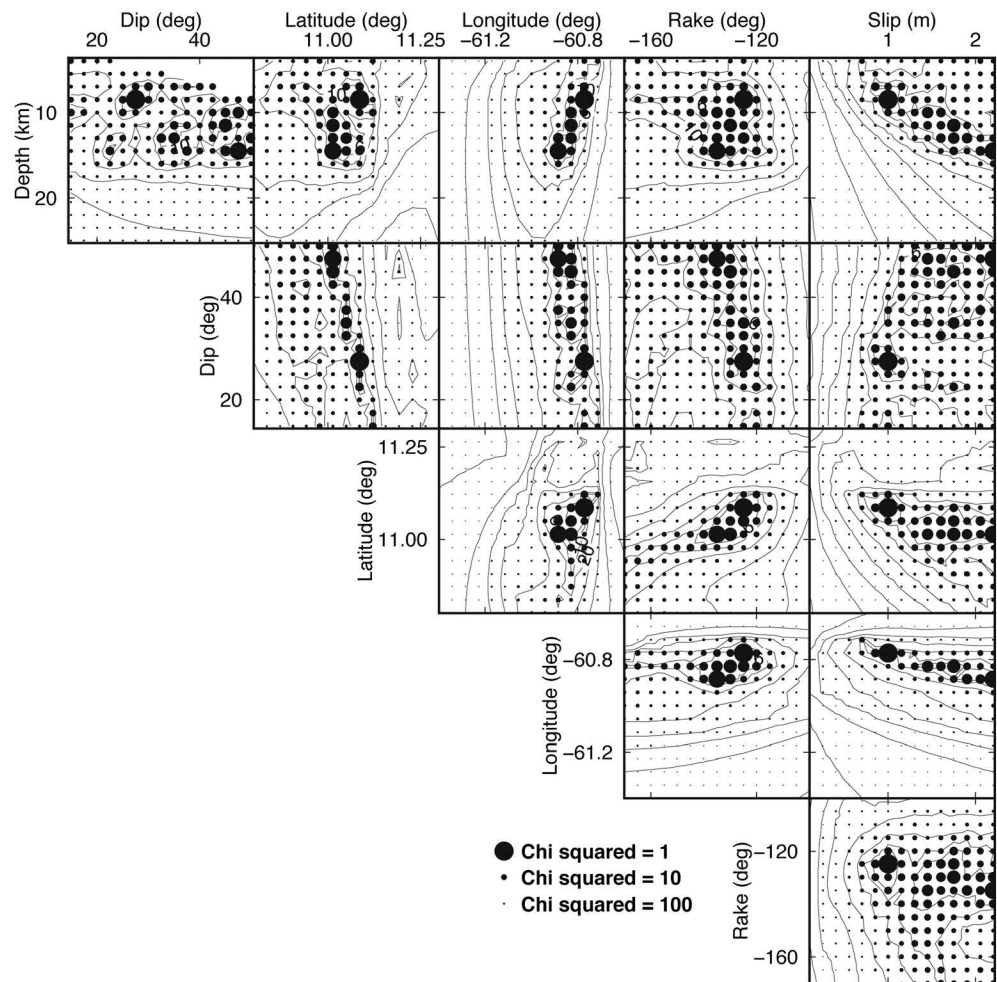 Dip (deg) Latitude (deg) Longitude (deg) Rake (deg) Slip (m)
20 40 11.00 11.25 −61.2 −60.8 −160 −120 1 2
Depth (km)
10
20
10
Dip (deg)
40
20
5
Latitude (deg)
11.25
11.00
10
20
Longitude (deg)
−60.8
−61.2
Rake (deg)
−120
−160
Chi squared = 1
Chi squared = 10
Chi squared = 100